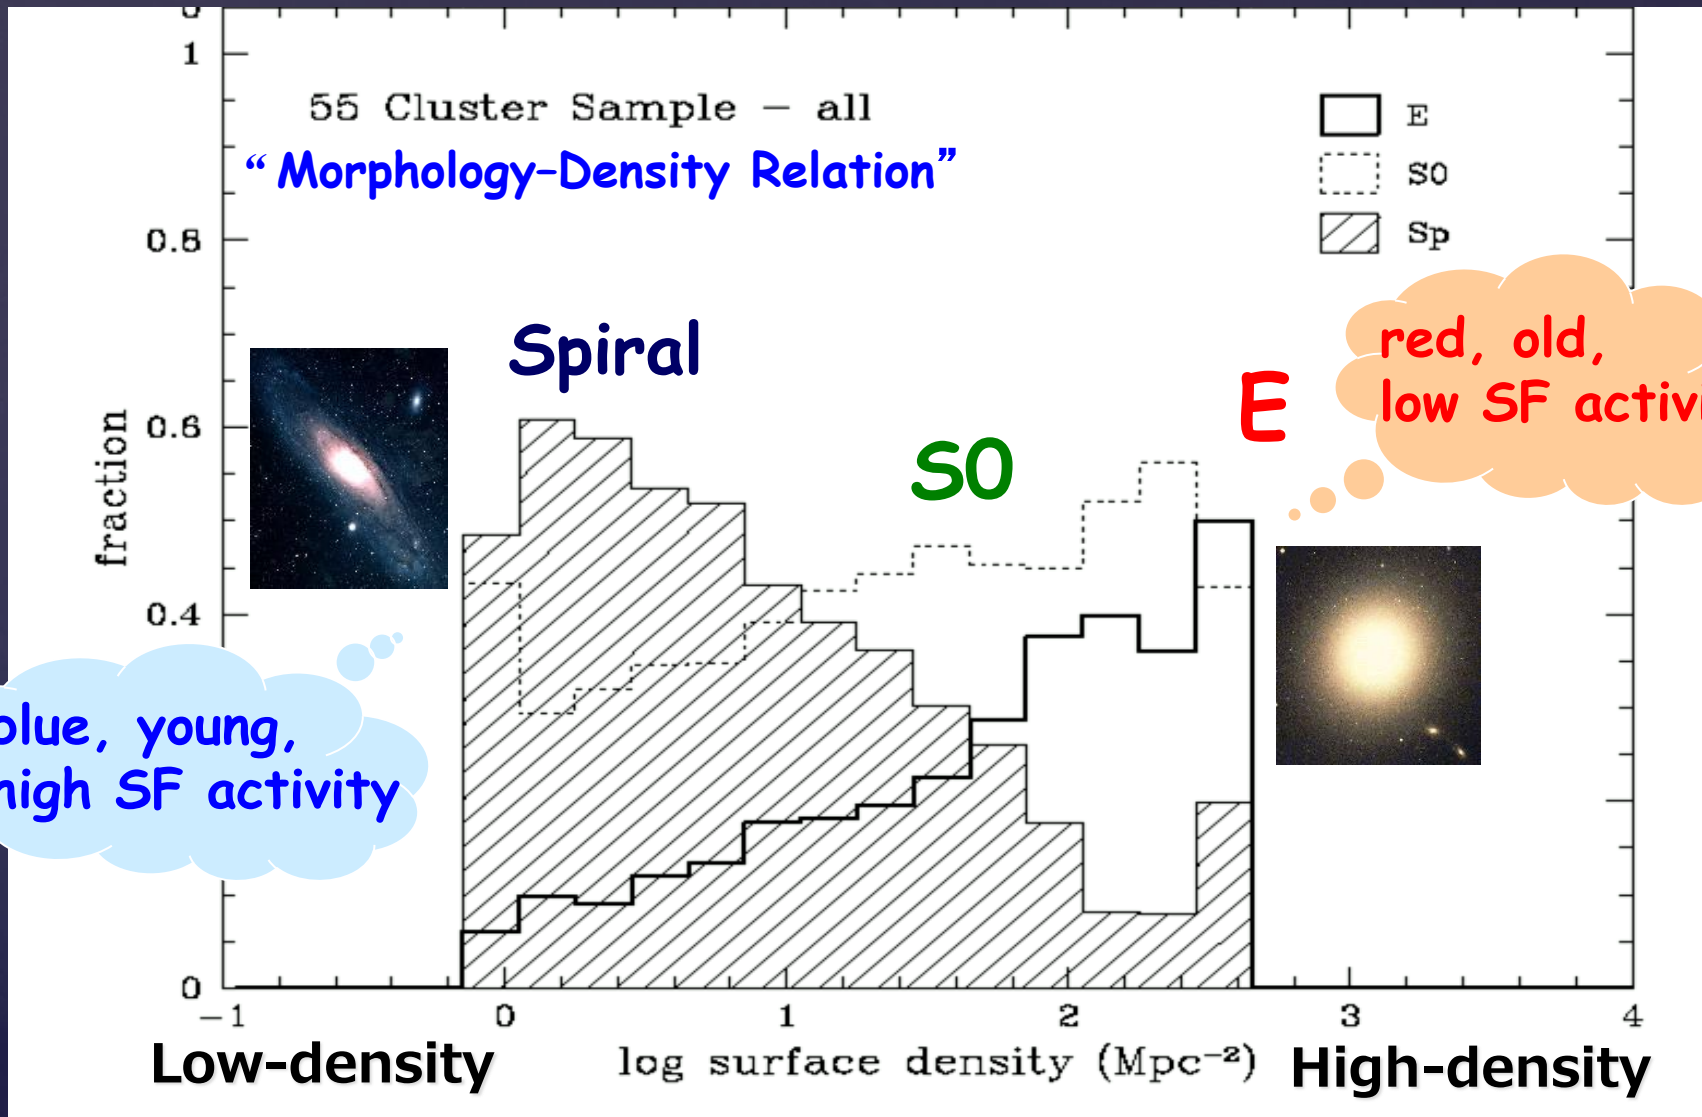 1
55 Cluster Sample – all
“Morphology-Density Relation”
E
S0
Sp
0.8
Spiral
red, old,
E
low SF
0.6
S0
fraction
0.4
young,
SF activity
0
-1
0
1
2
3
4
Low-density
log surface density (Mpc⁻²)
High-density